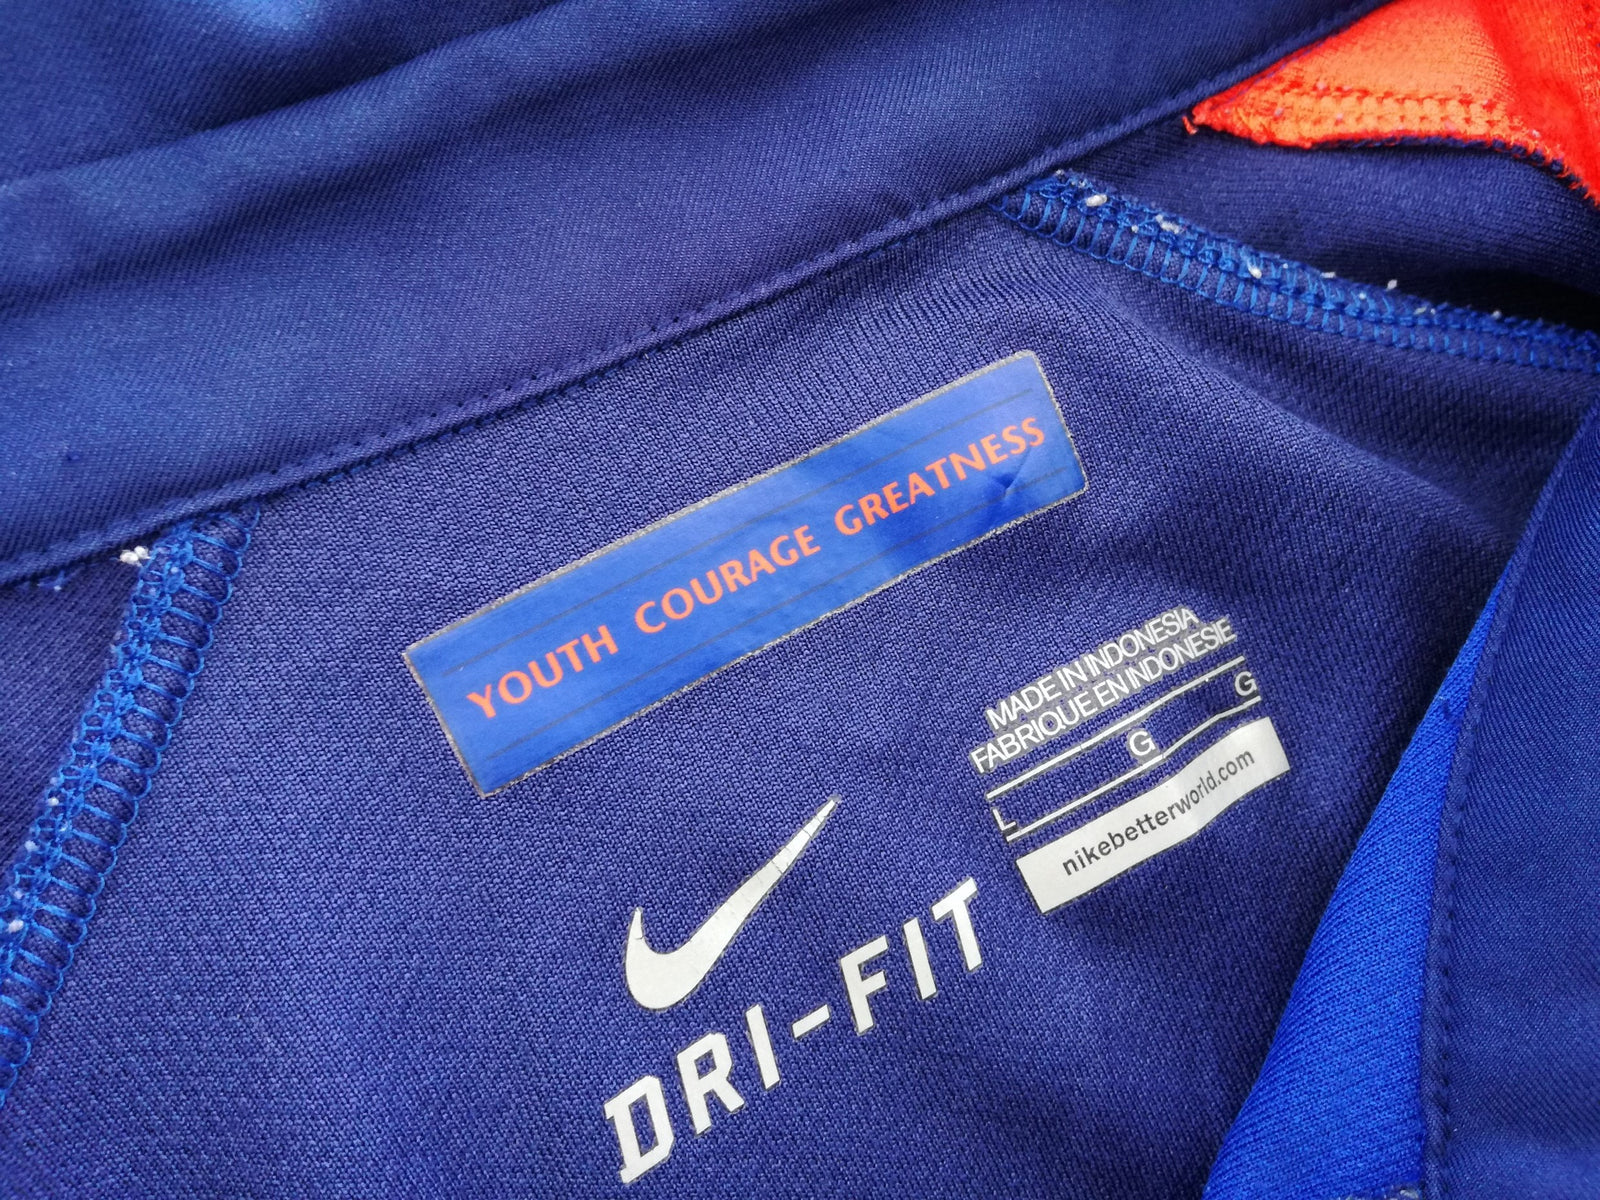 YOUTH COURAGE GREATNESS
MADE IN INDONESIA
FABRIQUE EN INDONESIE
L G G
nikebetterworld.com
DRI-FIT